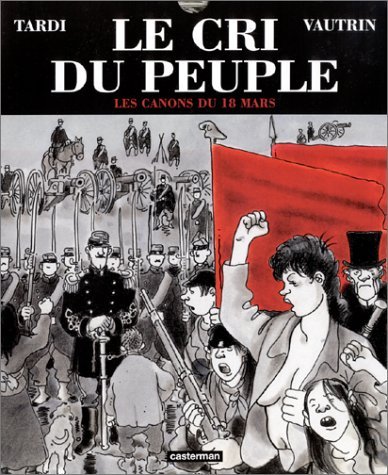 TARDI
LE CRI
VAUTRIN
DU PEUPLE
LES CANONS DU 18 MARS
casterman